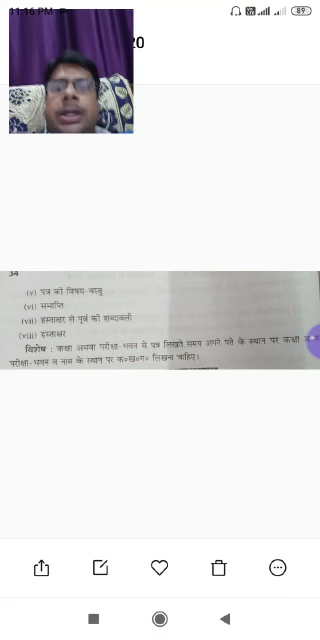 11:16 PM
20
89
34
(v) पत्र की विषय-वस्तु
(vi) समाप्ति
(vii) हस्ताक्षर से पूर्व की शब्दावली
(viii) हस्ताक्षर
विशेष : कक्षा अथवा परीक्षा-भवन से पत्र लिखते समय अपने पते के स्थान पर कक्षा
परीक्षा-भवन व नाम के स्थान पर क०ख०ग० लिखना चाहिए।